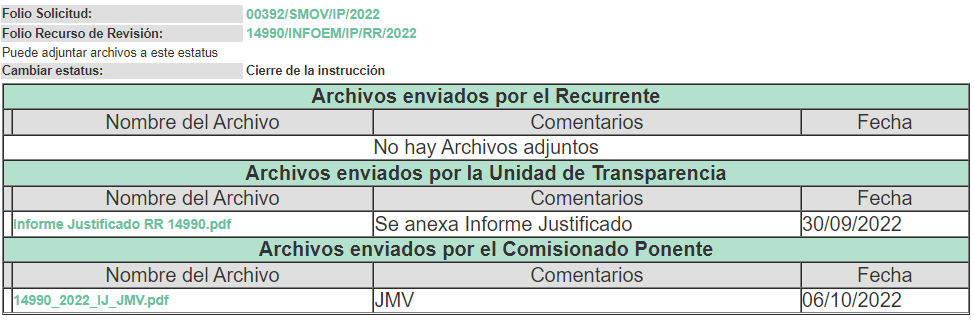 Folio Solicitud: 00392/SMOV/IP/2022
Folio Recurso de Revisión: 14990/INFOEM/IP/RR/2022
Puede adjuntar archivos a este estatus
Cambiar estatus: Cierre de la instrucción
Archivos enviados por el Recurrente
Nombre del Archivo Comentarios Fecha
No hay Archivos adjuntos
Archivos enviados por la Unidad de Transparencia
Nombre del Archivo Comentarios Fecha
Informe Justificado RR 14990.pdf Se anexa Informe Justificado 30/09/2022
Archivos enviados por el Comisionado Ponente
Nombre del Archivo Comentarios Fecha
14990_2022_IJ_JMV.pdf JMV 06/10/2022